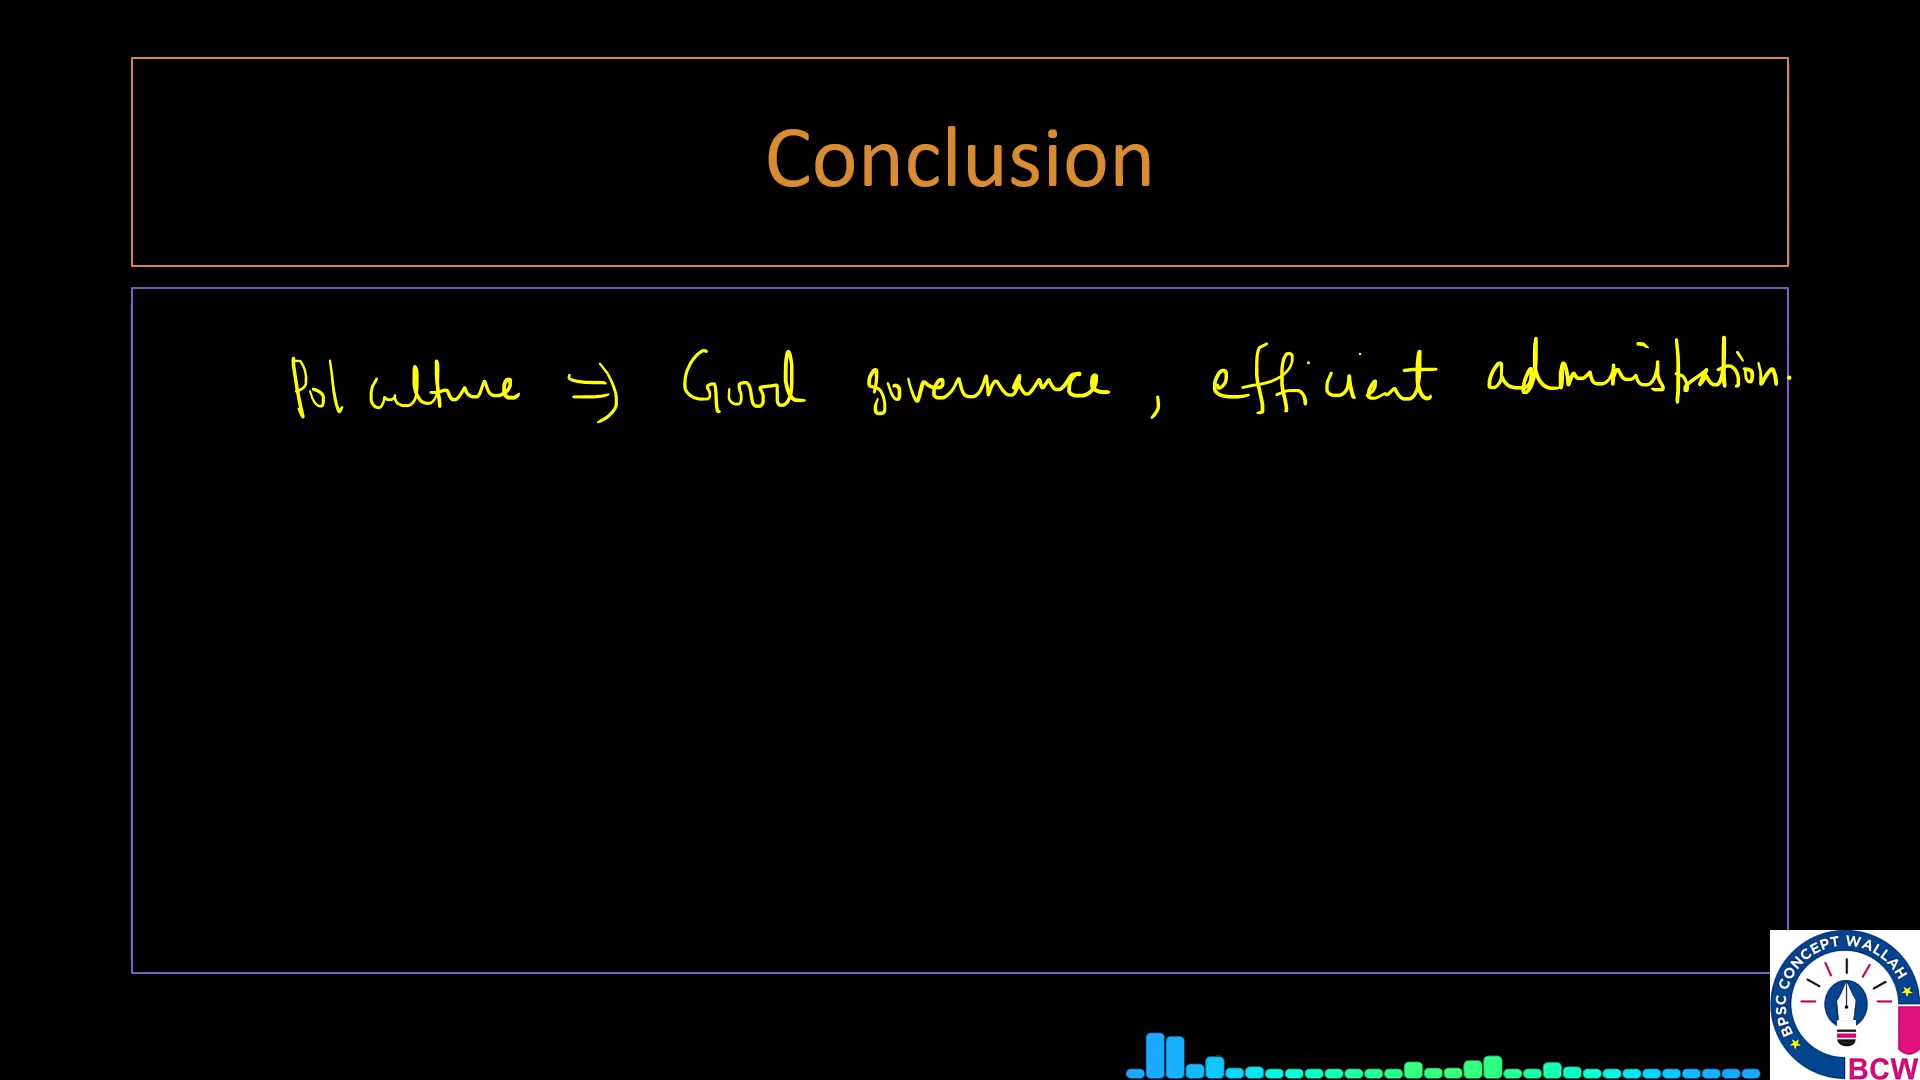 Conclusion
Pol culture ⇒ Good governance, efficient administration.
BPSC CONCEPT WALLAH
BCW